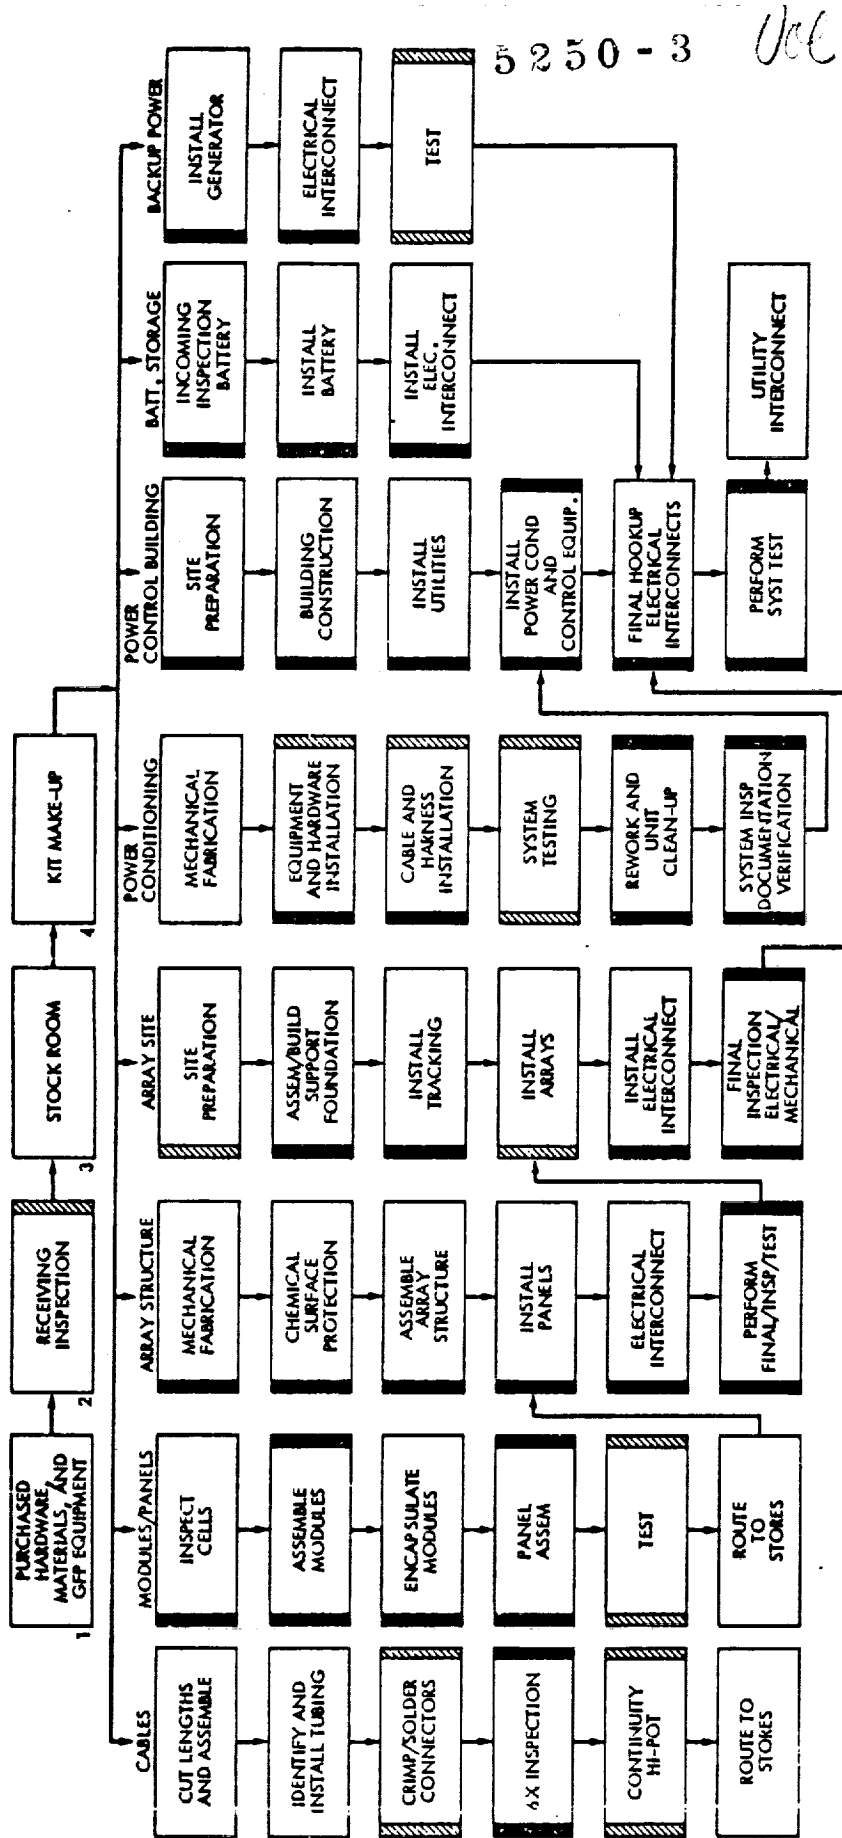 5250-3
PURCHASED
HARDWARE,
MATERIALS, AND
GFP EQUIPMENT
1
RECEIVING
INSPECTION
2
STOCK ROOM
3
KIT MAKE-UP
4
CABLES
CUT LENGTHS
AND ASSEMBLE
IDENTIFY AND
INSTALL TUBING
CRIMP/SOLDER
CONNECTORS
INSPECTION
CONTINUITY
HI-POT
ROUTE TO
STORES
MODULES/PANELS
INSPECT
CELLS
ASSEMBLE
MODULES
ENCAPSULATE
MODULES
PANEL
ASSEM
TEST
ROUTE
TO
STORES
ARRAY STRUCTURE
MECHANICAL
FABRICATION
CHEMICAL
SURFACE
PROTECTION
ASSEMBLE
ARRAY
STRUCTURE
INSTALL
PANELS
ELECTRICAL
INTERCONNECT
PERFORM
FINAL/INSP/TEST
ARRAY SITE
SITE
PREPARATION
ASSEM/BUILD
SUPPORT
FOUNDATION
INSTALL
TRACKING
INSTALL
ARRAYS
INSTALL
ELECTRICAL
INTERCONNECT
FINAL
INSPECTION
ELECTRICAL/
MECHANICAL
POWER
CONDITIONING
MECHANICAL
FABRICATION
EQUIPMENT
AND HARDWARE
INSTALLATION
CABLE AND
HARNESS
INSTALLATION
SYSTEM
TESTING
REWORK AND
UNIT
CLEAN-UP
SYSTEM INSP
DOCUMENTATION
VERIFICATION
POWER
CONTROL BUILDING
SITE
PREPARATION
BUILDING
CONSTRUCTION
INSTALL
UTILITIES
INSTALL
POWER COND
AND
CONTROL EQUIP.
FINAL HOOKUP
ELECTRICAL
INTERCONNECTS
PERFORM
SYST TEST
BATT. STORAGE
INCOMING
INSPECTION
BATTERY
INSTALL
BATTERY
INSTALL
ELEC.
INTERCONNECT
UTILITY
INTERCONNECT
BACKUP POWER
INSTALL
GENERATOR
ELECTRICAL
INTERCONNECT
TEST